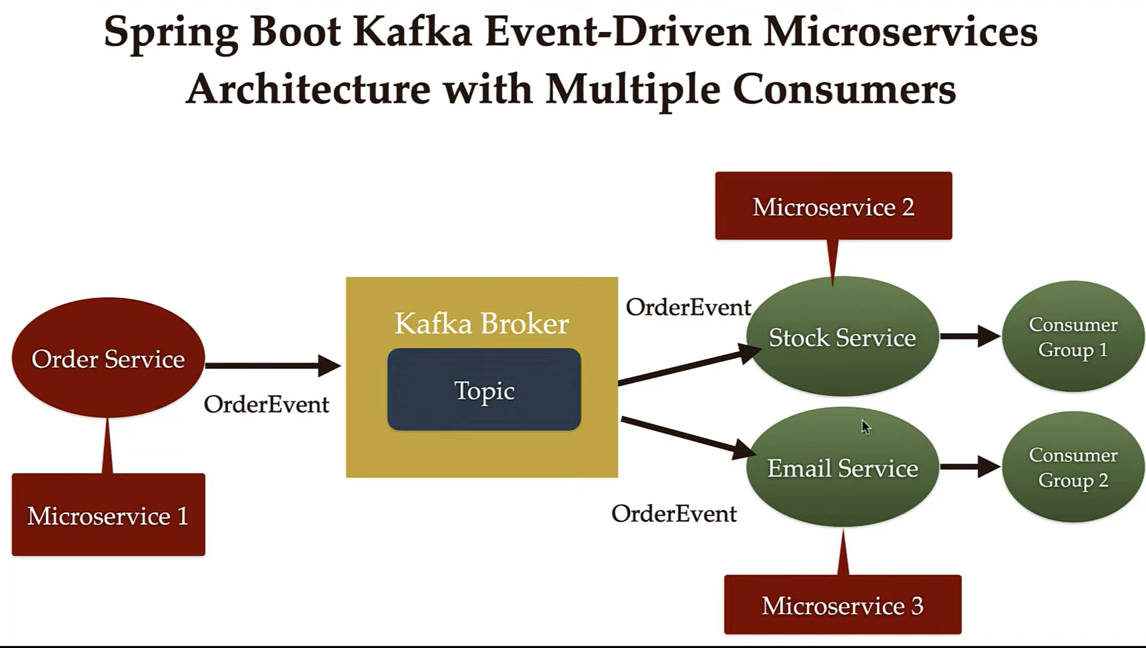 Spring Boot Kafka Event-Driven Microservices
Architecture with Multiple Consumers
Microservice 2
Kafka Broker
OrderEvent
Stock Service
Consumer
Group 1
Order Service
Topic
OrderEvent
Email Service
Consumer
Group 2
Microservice 1
OrderEvent
Microservice 3